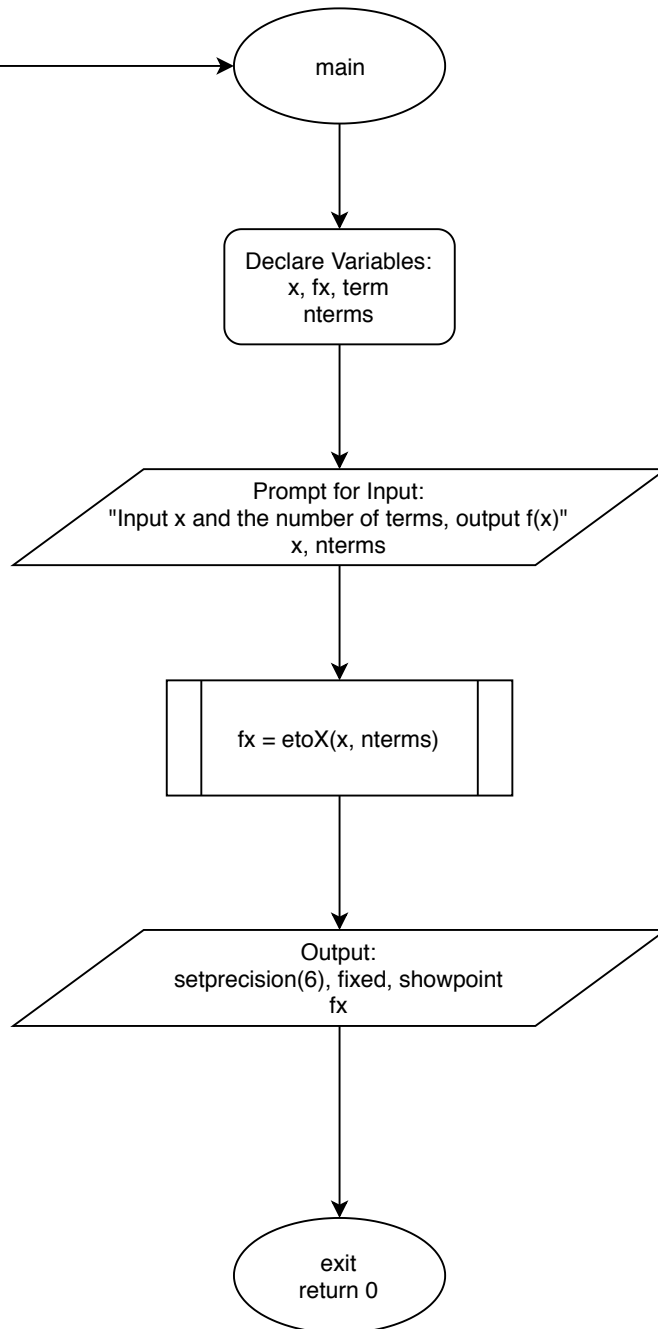 main
Declare Variables:
x, fx, term
nterms
Prompt for Input:
"Input x and the number of terms, output f(x)"
x, nterms
fx = etoX(x, nterms)
Output:
setprecision(6), fixed, showpoint
fx
exit
return 0